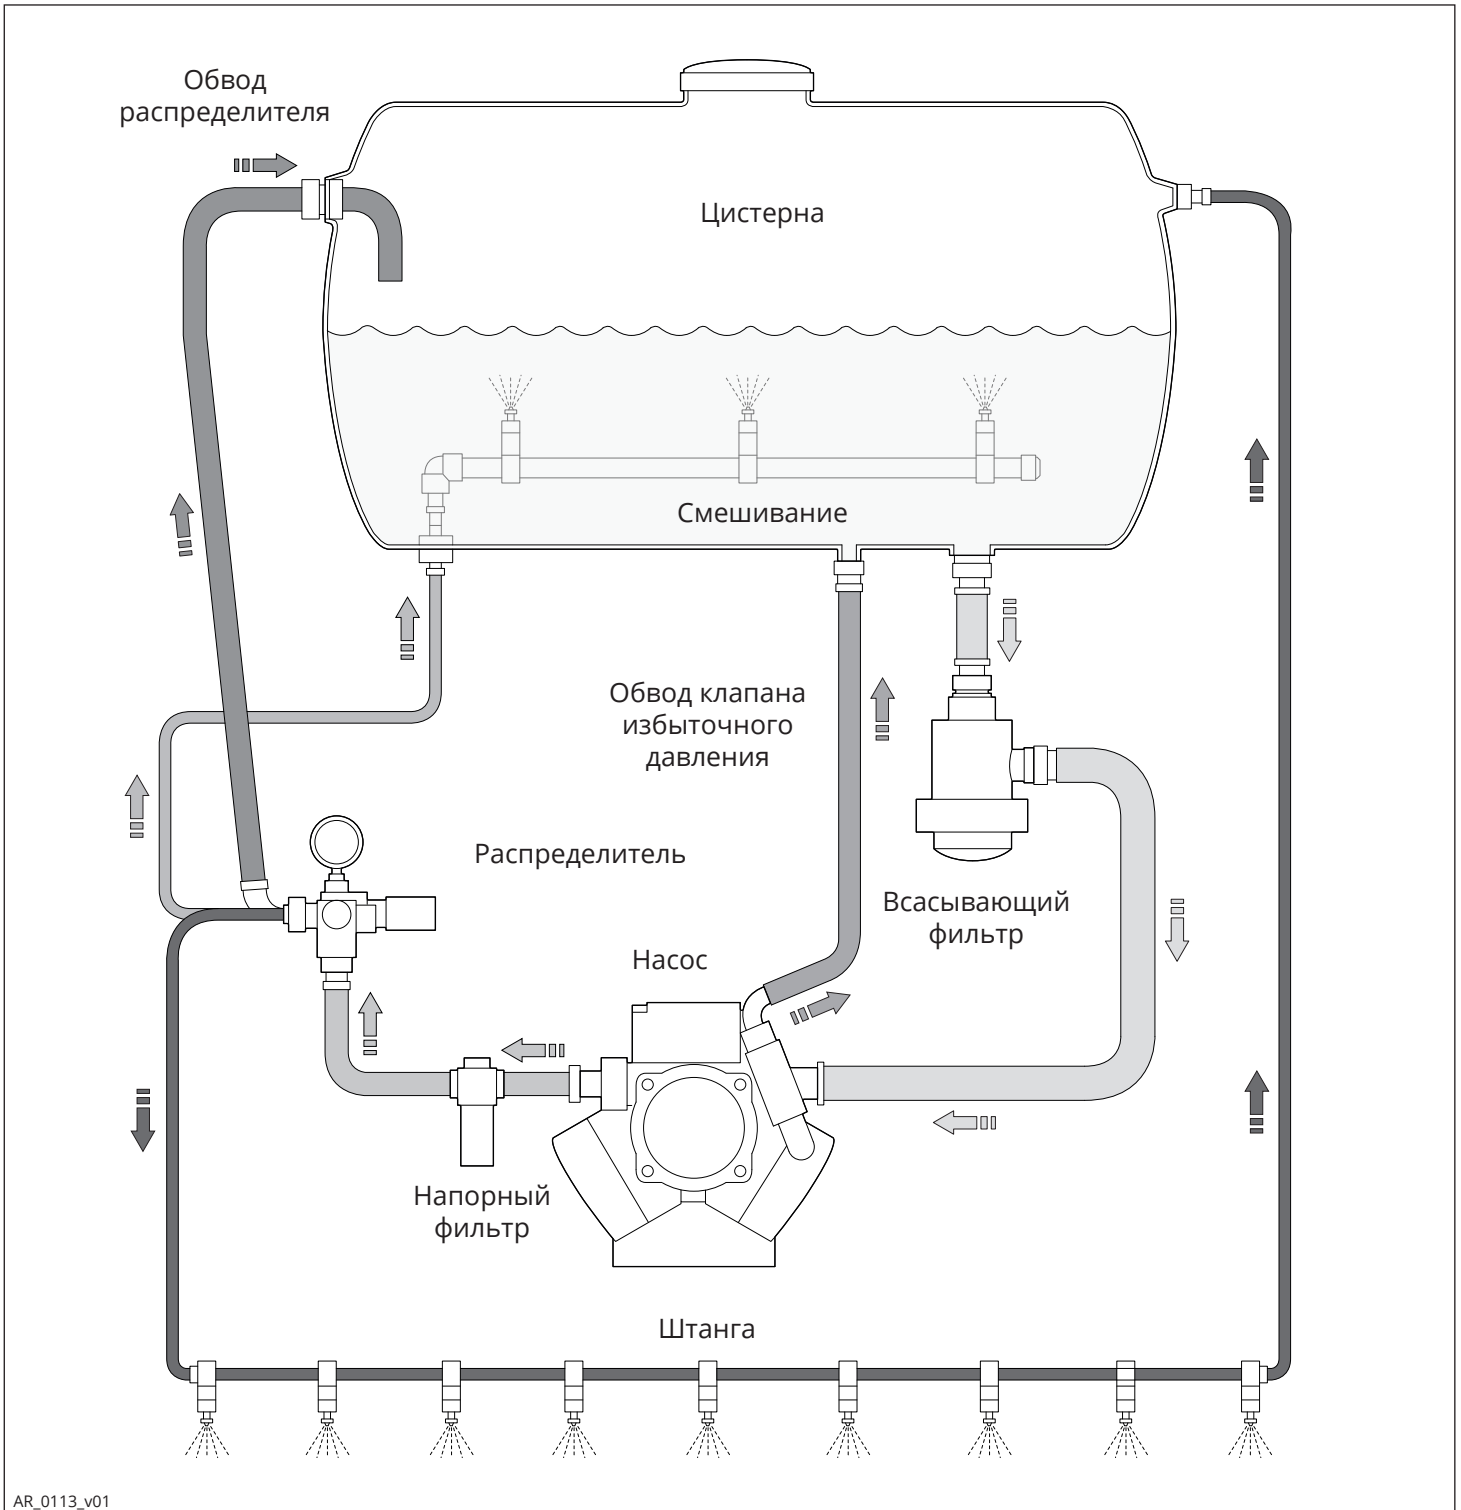 Обвод
распределителя
Цистерна
Смешивание
Обвод клапана
избыточного
давления
Распределитель
Всасывающий
фильтр
Насос
Напорный
фильтр
Штанга
AR_0113_v01